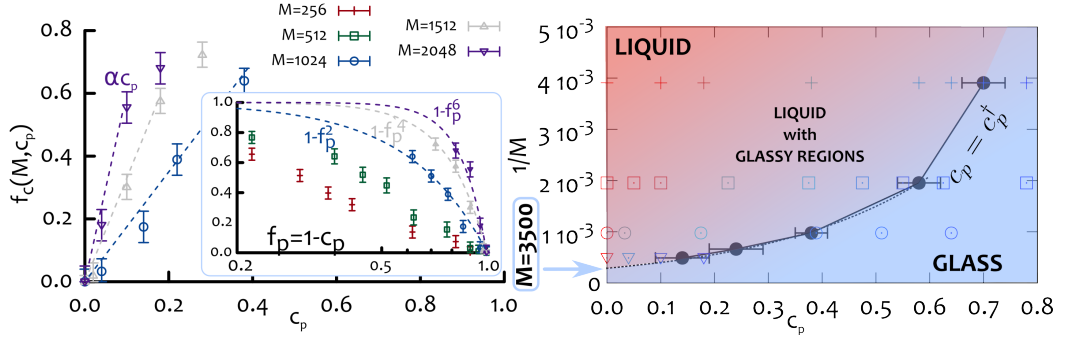 M=256
M=512
M=1024
M=1512
M=2048
0.8
0.6
0.4
0.2
0.0
f_c(M,c_p)
αc_p
0.0 0.2 0.4 0.6 0.8 1.0
c_p
1.0
0.8
0.6
0.4
0.2
0.0
1-f_p^2
1-f_p^4
1-f_p^6
f_p=1-c_p
0.2 0.5 1.0
M=3500
5 10^-3
4 10^-3
3 10^-3
2 10^-3
1 10^-3
0
1/M
LIQUID
LIQUID
with
GLASSY REGIONS
c_p = c_p^†
GLASS
0.0 0.1 0.2 0.3 0.4 0.5 0.6 0.7 0.8
c_p